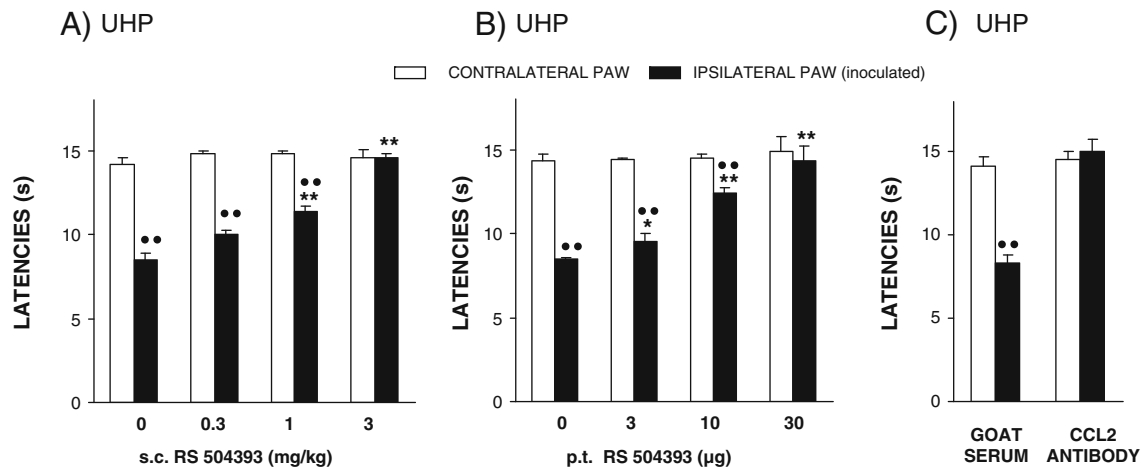 A) UHP
B) UHP
C) UHP
CONTRALATERAL PAW
IPSILATERAL PAW (inoculated)
LATENCIES (s)
15
10
5
0
●●
●●
●●
**
**
0 0.3 1 3
s.c. RS 504393 (mg/kg)
LATENCIES (s)
15
10
5
0
●●
●●
*
●●
**
**
0 3 10 30
p.t. RS 504393 (µg)
LATENCIES (s)
15
10
5
0
●●
GOAT SERUM
CCL2 ANTIBODY